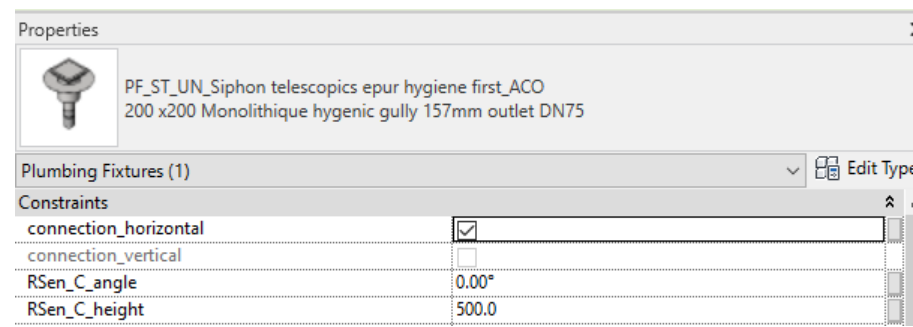 Properties
PF_ST_UN_Siphon telescopics epur hygiene first_ACO
200 x200 Monolithique hygenic gully 157mm outlet DN75
Plumbing Fixtures (1)
Edit Type
Constraints
connection_horizontal
connection_vertical
RSen_C_angle 0.00°
RSen_C_height 500.0